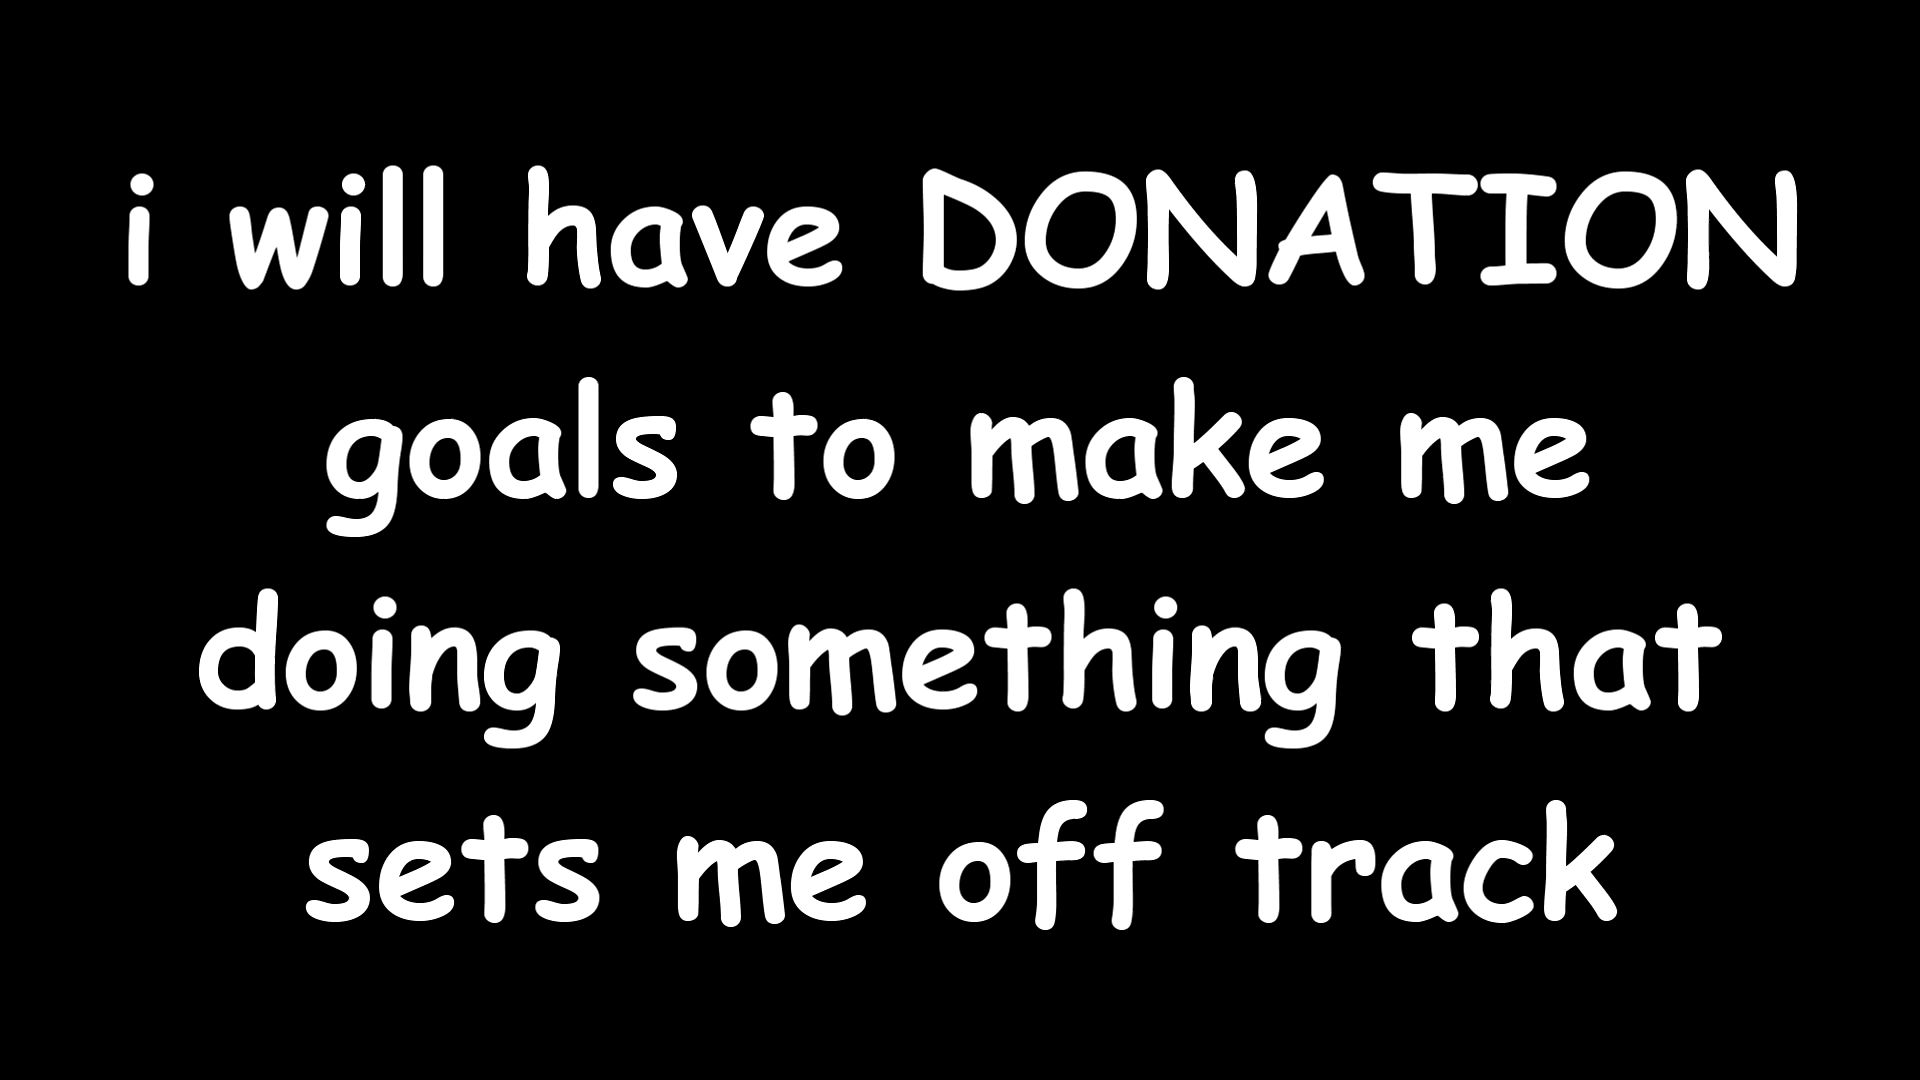 i will have DONATION
goals to make me
doing something that
sets me off track